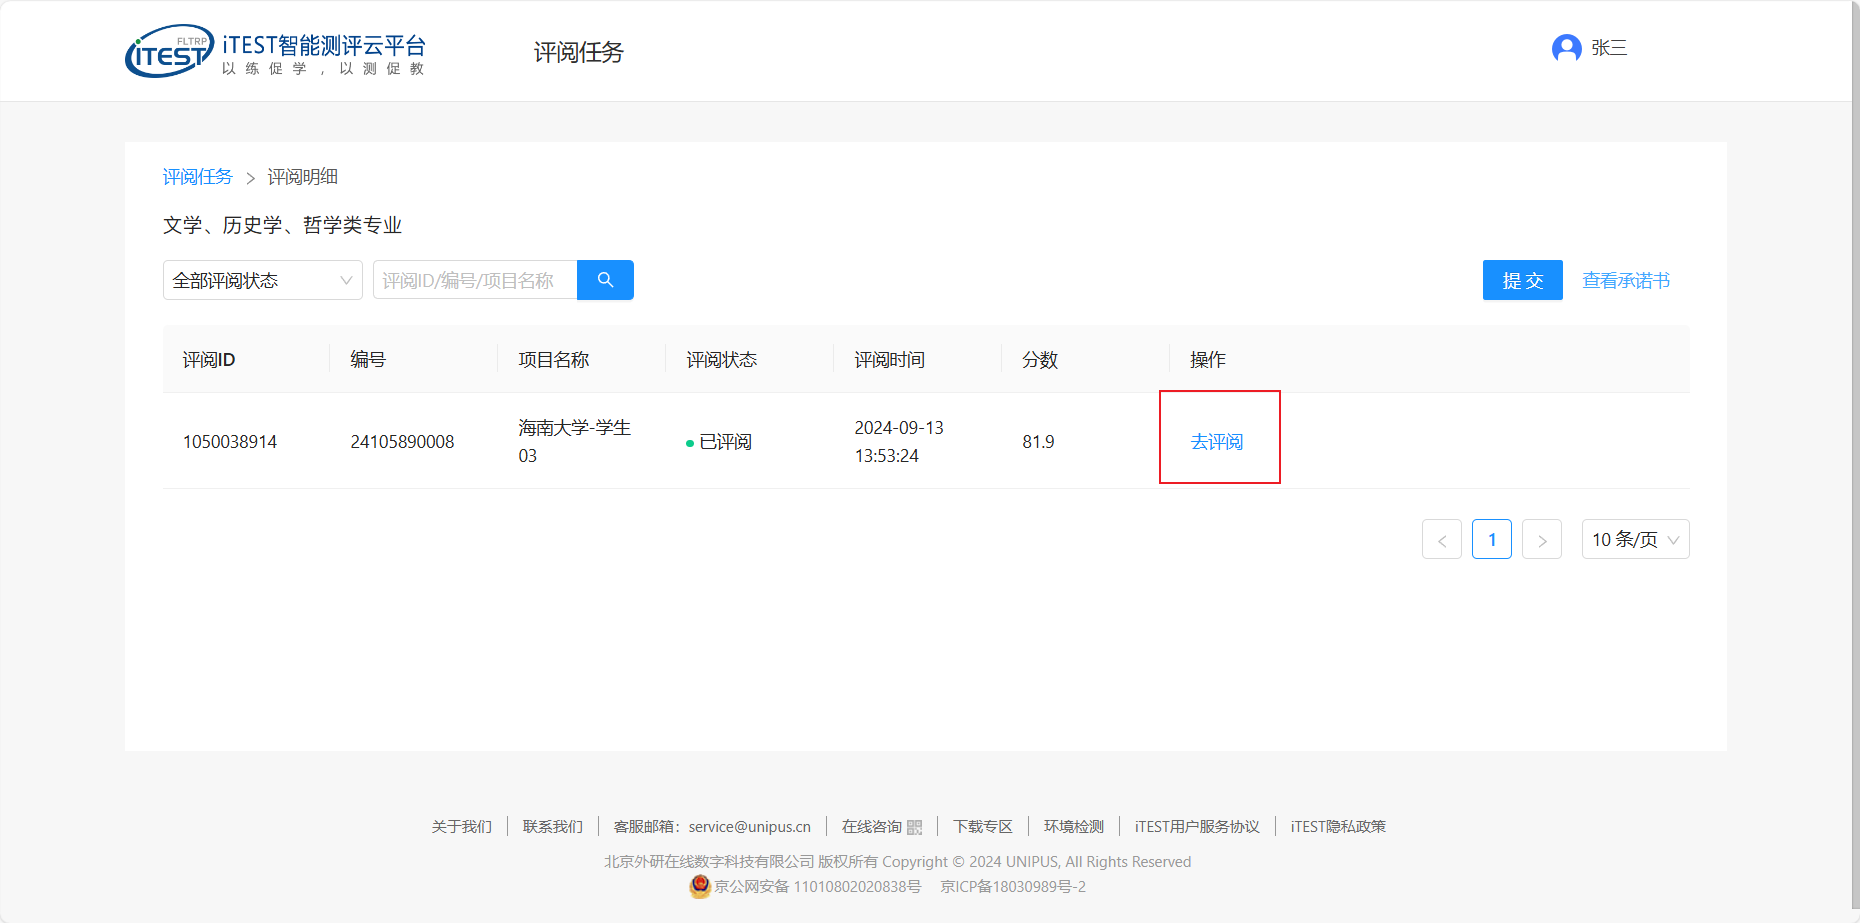 FLTRP
iTEST
iTEST智能测评云平台
以练促学，以测促教
评阅任务
张三
评阅任务 > 评阅明细
文学、历史学、哲学类专业
全部评阅状态
评阅ID/编号/项目名称
提 交
查看承诺书
评阅ID 编号 项目名称 评阅状态 评阅时间 分数 操作
1050038914 24105890008 海南大学-学生03 已评阅 2024-09-13 13:53:24 81.9 去评阅
< 1 > 10 条/页
关于我们 联系我们 客服邮箱：service@unipus.cn 在线咨询 下载专区 环境检测 iTEST用户服务协议 iTEST隐私政策
北京外研在线数字科技有限公司 版权所有 Copyright © 2024 UNIPUS, All Rights Reserved
京公网安备 11010802020838号 京ICP备18030989号-2